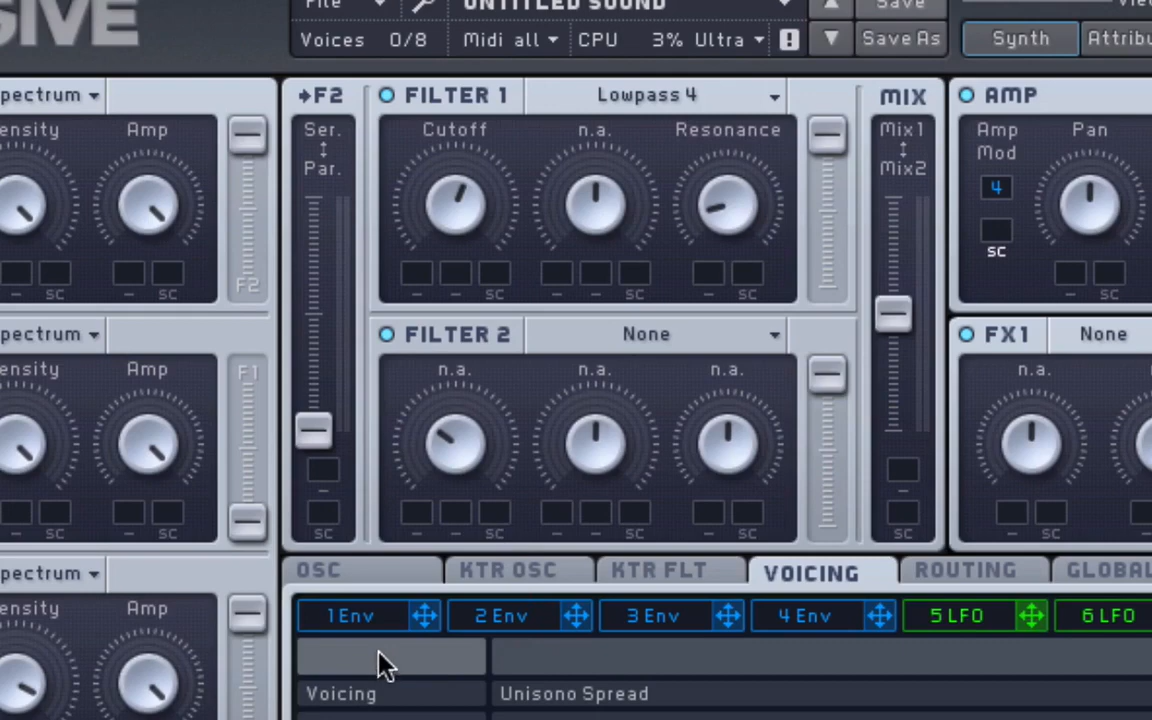 SIVE
File
UNTITLED SOUND
Save
Voices 0/8 Midi all CPU 3% Ultra !
Save As
Synth
Attribu
pectrum
→F2
FILTER 1
Lowpass 4
MIX
AMP
ensity
Amp
Ser.
Par.
Cutoff
n.a.
Resonance
Mix1
Mix2
Amp
Mod
Pan
4
SC
F2
– SC
– – SC
– – SC
– – SC
– SC
pectrum
FILTER 2
None
FX1
None
ensity
Amp
F1
n.a.
n.a.
n.a.
n.a.
–
–
– SC
SC
– – SC
– – SC
– – SC
SC
– SC
pectrum
OSC
KTR OSC
KTR FLT
VOICING
ROUTING
GLOBAL
ensity
Amp
1 Env
2 Env
3 Env
4 Env
5 LFO
6 LFO
Voicing
Unisono Spread